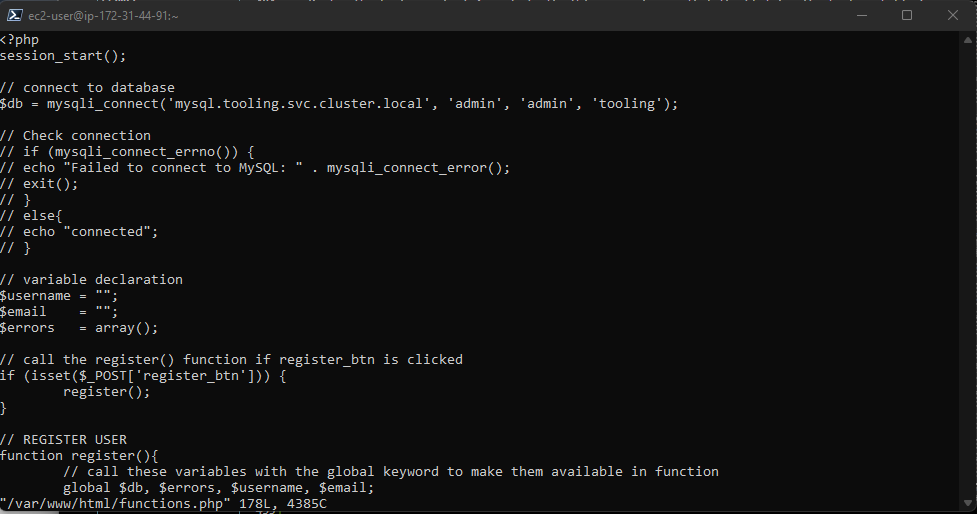 ec2-user@ip-172-31-44-91:~
<?php
session_start();
// connect to database
$db = mysqli_connect('mysql.tooling.svc.cluster.local', 'admin', 'admin', 'tooling');
// Check connection
// if (mysqli_connect_errno()) {
// echo "Failed to connect to MySQL: " . mysqli_connect_error();
// exit();
// }
// else{
// echo "connected";
// }
// variable declaration
$username = "";
$email    = "";
$errors   = array();
// call the register() function if register_btn is clicked
if (isset($_POST['register_btn'])) {
        register();
}
// REGISTER USER
function register(){
        // call these variables with the global keyword to make them available in function
        global $db, $errors, $username, $email;
"/var/www/html/functions.php" 178L, 4385C